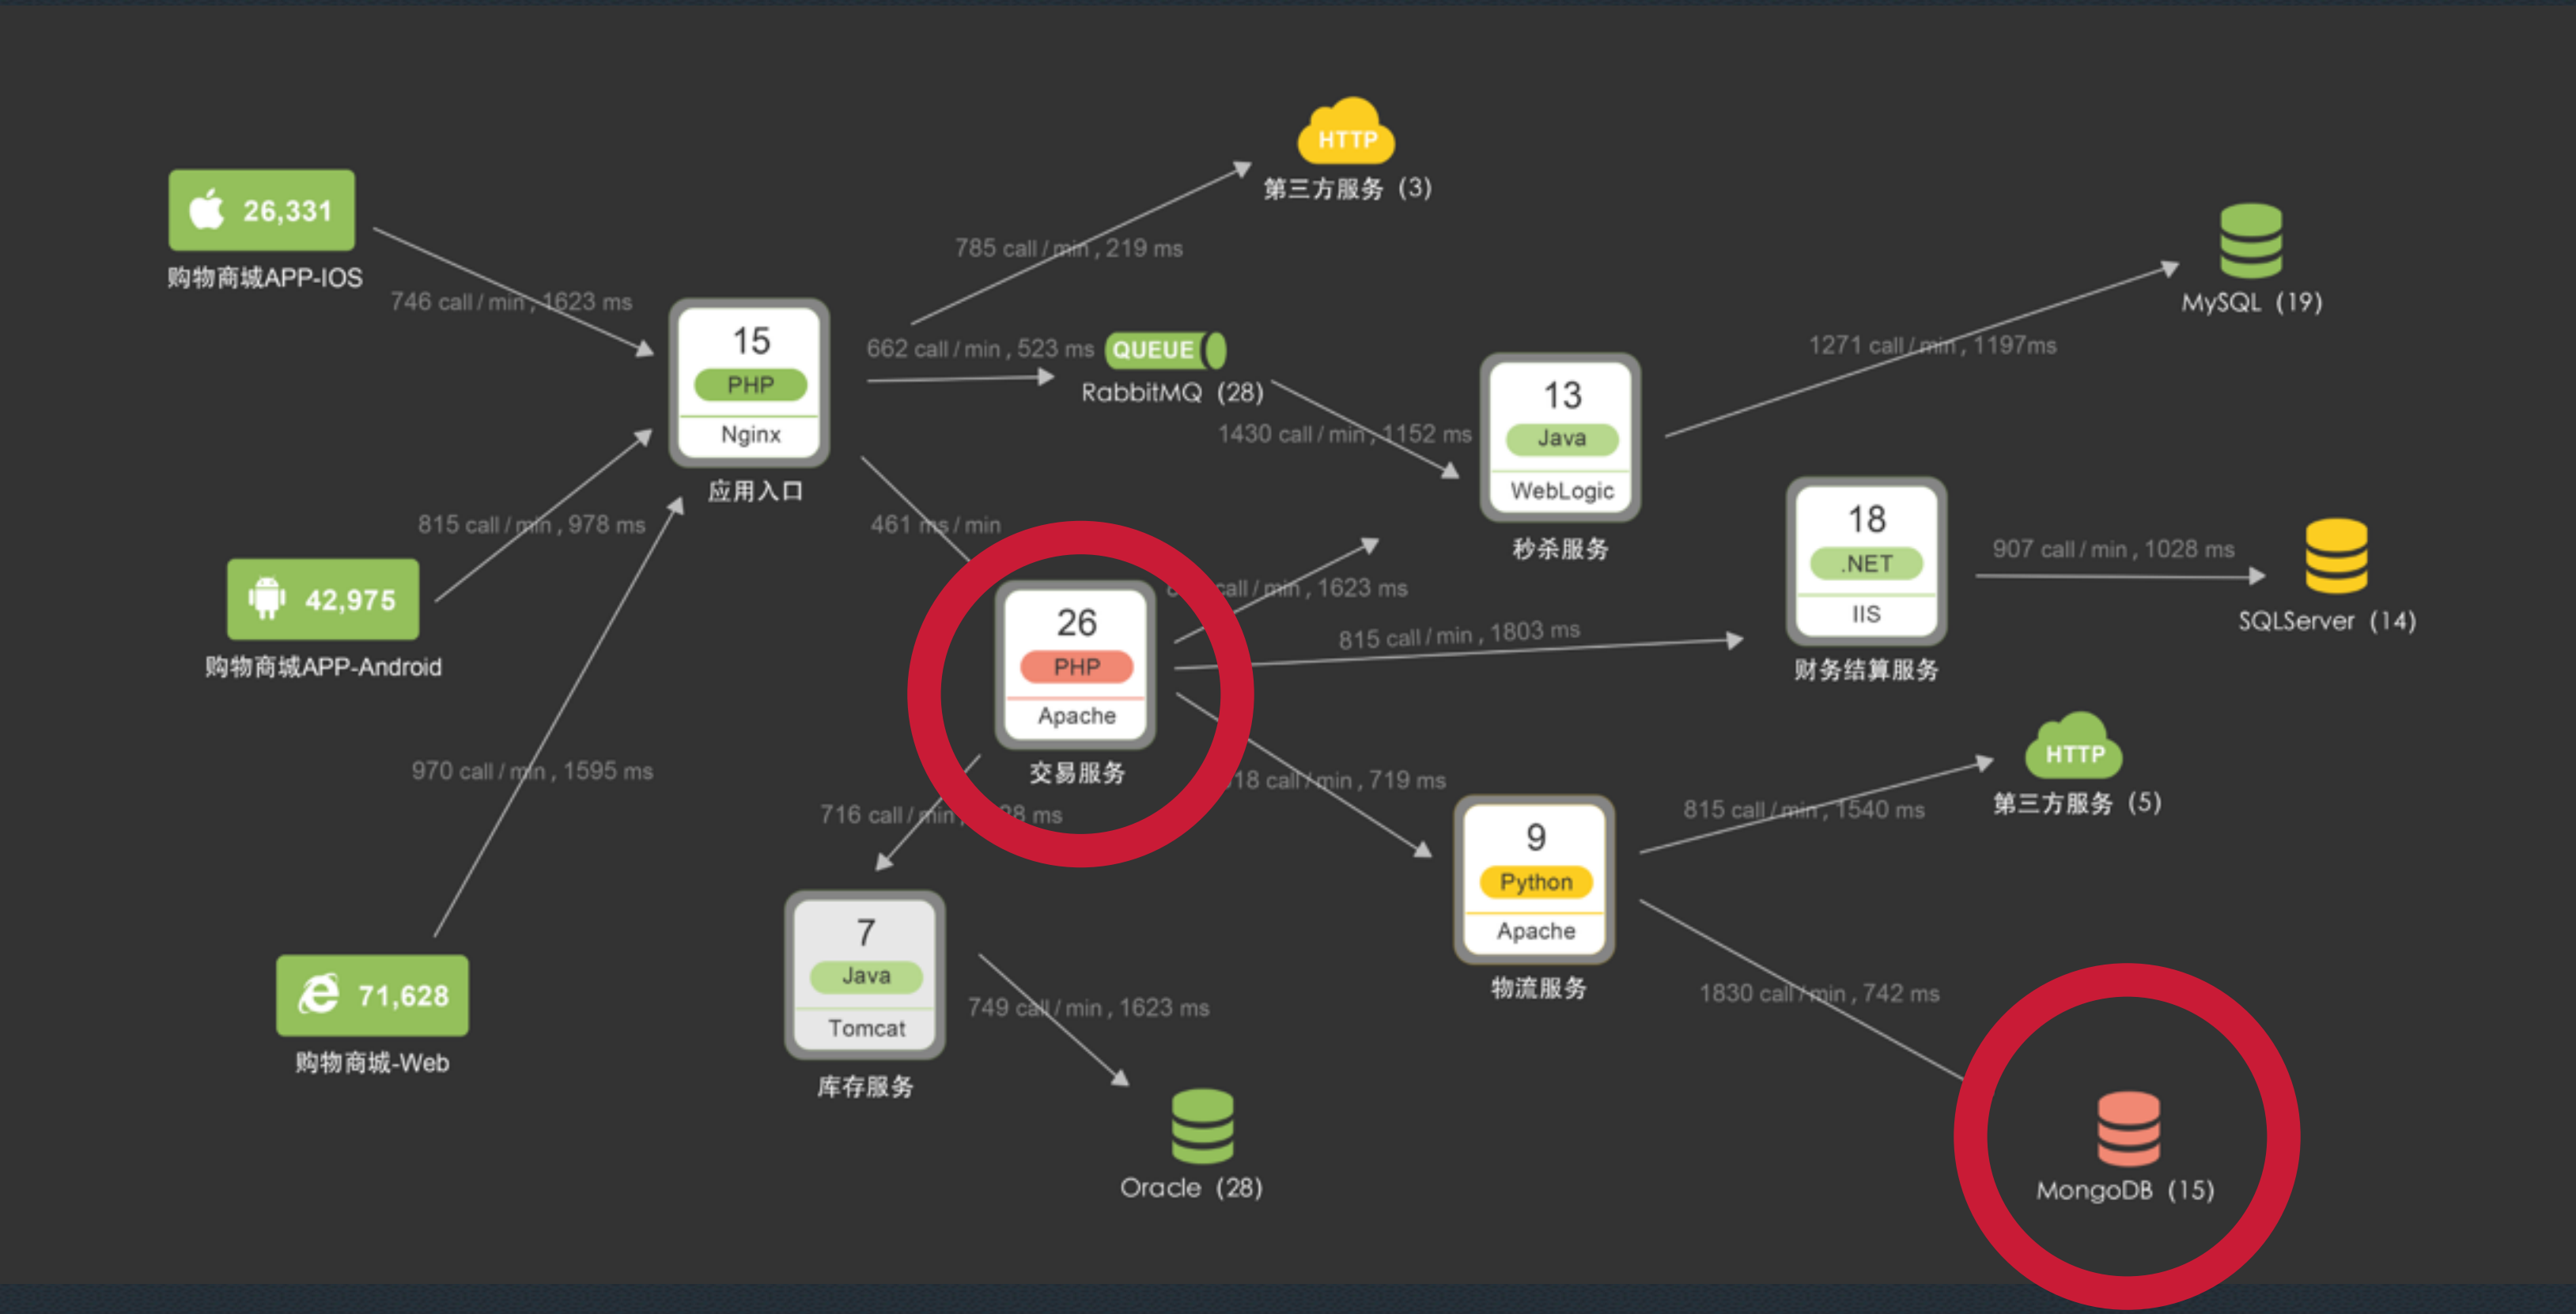 HTTP
第三方服务 (3)
26,331
购物商城APP-IOS
785 call / min , 219 ms
746 call / min , 1623 ms
15
PHP
Nginx
应用入口
662 call / min , 523 ms
QUEUE
RabbitMQ (28)
1430 call / min , 1152 ms
13
Java
WebLogic
秒杀服务
1271 call / min , 1197ms
MySQL (19)
815 call / min , 978 ms
42,975
购物商城APP-Android
461 ms / min
26
PHP
Apache
交易服务
call / min , 1623 ms
815 call / min , 1803 ms
18
.NET
IIS
财务结算服务
907 call / min , 1028 ms
SQLServer (14)
970 call / min , 1595 ms
71,628
购物商城-Web
716 call / min , ms
call / min , 719 ms
7
Java
Tomcat
库存服务
749 call / min , 1623 ms
Oracle (28)
9
Python
Apache
物流服务
815 call / min , 1540 ms
HTTP
第三方服务 (5)
1830 call / min , 742 ms
MongoDB (15)